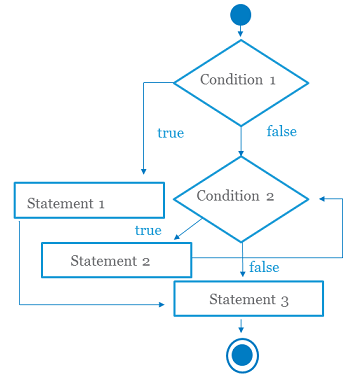 Condition 1
true
false
Statement 1
Condition 2
true
Statement 2
false
Statement 3